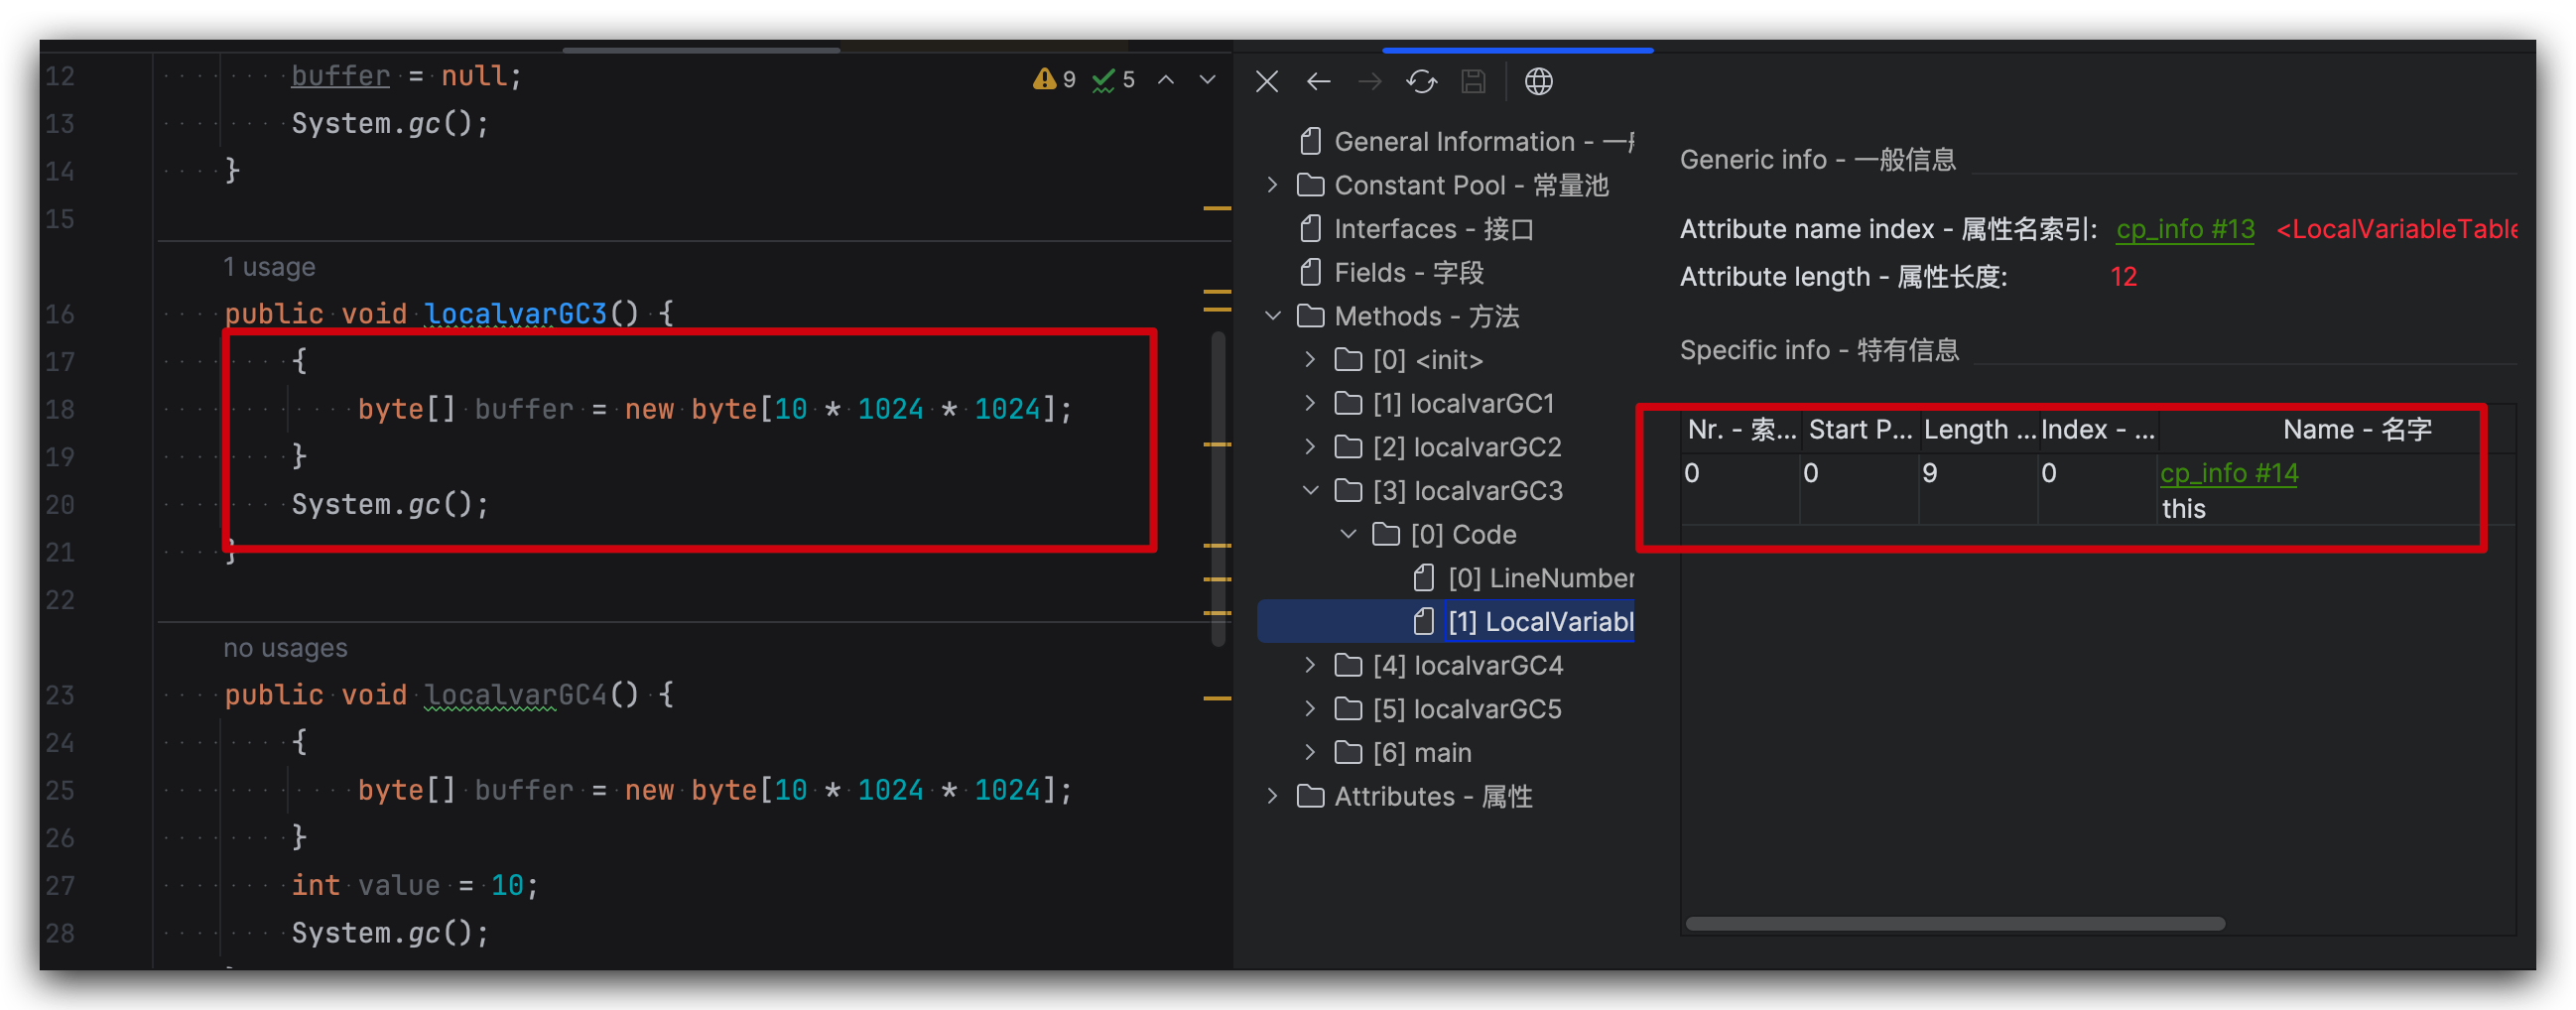 12 buffer = null;
13 System.gc();
14 }
15
1 usage
16 public void localvarGC3() {
17 {
18 byte[] buffer = new byte[10 * 1024 * 1024];
19 }
20 System.gc();
21 }
22
no usages
23 public void localvarGC4() {
24 {
25 byte[] buffer = new byte[10 * 1024 * 1024];
26 }
27 int value = 10;
28 System.gc();
9 5
General Information - 一
Constant Pool - 常量池
Interfaces - 接口
Fields - 字段
Methods - 方法
[0] <init>
[1] localvarGC1
[2] localvarGC2
[3] localvarGC3
[0] Code
[0] LineNumber
[1] LocalVariabl
[4] localvarGC4
[5] localvarGC5
[6] main
Attributes - 属性
Generic info - 一般信息
Attribute name index - 属性名索引: cp_info #13 <LocalVariableTable
Attribute length - 属性长度: 12
Specific info - 特有信息
Nr. - 索... Start P... Length ... Index - ... Name - 名字
0 0 9 0 cp_info #14
this